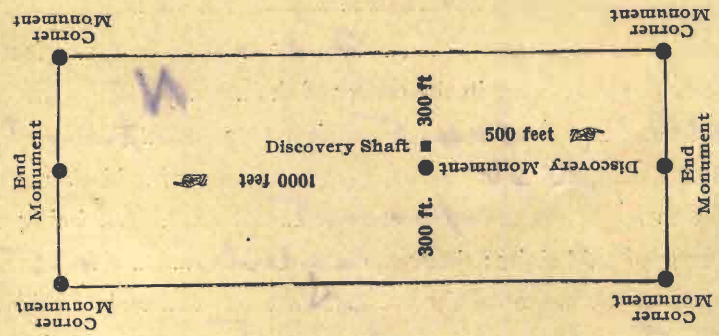 Corner
Monument
Corner
Monument
End
Monument
Discovery Shaft
300 ft
500 feet
Discovery Monument
1000 feet
300 ft.
End
Monument
Corner
Monument
Corner
Monument
N